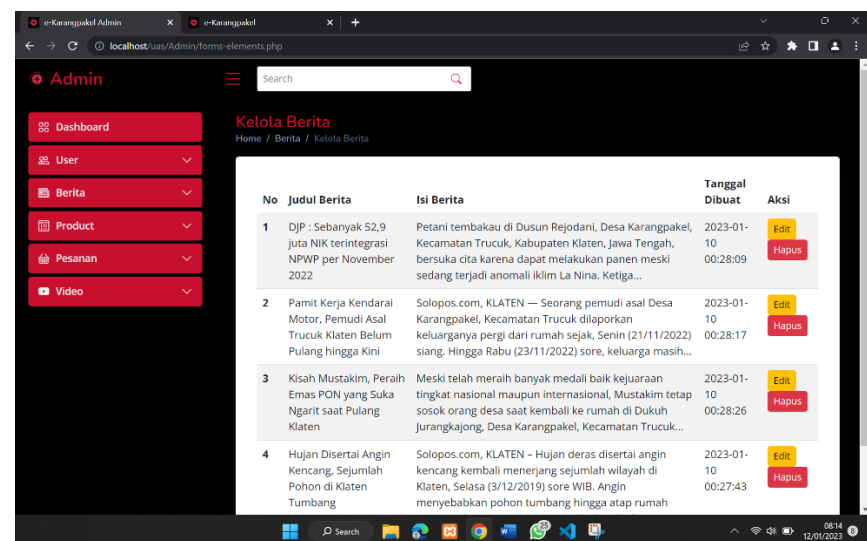 e-Karangpakel Admin
e-Karangpakel
localhost/uas/Admin/forms-elements.php
Admin
Search
Dashboard
User
Berita
Product
Pesanan
Video
Kelola Berita
Home / Berita / Kelola Berita
No Judul Berita Isi Berita Tanggal Dibuat Aksi
1 DJP : Sebanyak 52,9 Petani tembakau di Dusun Rejodani, Desa Karangpakel, 2023-01- Edit
juta NIK terintegrasi Kecamatan Trucuk, Kabupaten Klaten, Jawa Tengah, 10
NPWP per November bersuka cita karena dapat melakukan panen meski 00:28:09 Hapus
2022 sedang terjadi anomali iklim La Nina. Ketiga...
2 Pamit Kerja Kendarai Solopos.com, KLATEN — Seorang pemudi asal Desa 2023-01- Edit
Motor, Pemudi Asal Karangpakel, Kecamatan Trucuk dilaporkan 10
Trucuk Klaten Belum keluarganya pergi dari rumah sejak, Senin (21/11/2022) 00:28:17 Hapus
Pulang hingga Kini siang. Hingga Rabu (23/11/2022) sore, keluarga masih...
3 Kisah Mustakim, Peraih Meski telah meraih banyak medali baik kejuaraan 2023-01- Edit
Emas PON yang Suka tingkat nasional maupun internasional, Mustakim tetap 10
Ngarit saat Pulang sosok orang desa saat kembali ke rumah di Dukuh 00:28:26 Hapus
Klaten Jurangkajong, Desa Karangpakel, Kecamatan Trucuk...
4 Hujan Disertai Angin Solopos.com, KLATEN – Hujan deras disertai angin 2023-01- Edit
Kencang, Sejumlah kencang kembali menerjang sejumlah wilayah di 10
Pohon di Klaten Klaten, Selasa (3/12/2019) sore WIB. Angin 00:27:43 Hapus
Tumbang menyebabkan pohon tumbang hingga atap rumah
Search
29
08:14
12/01/2023
6